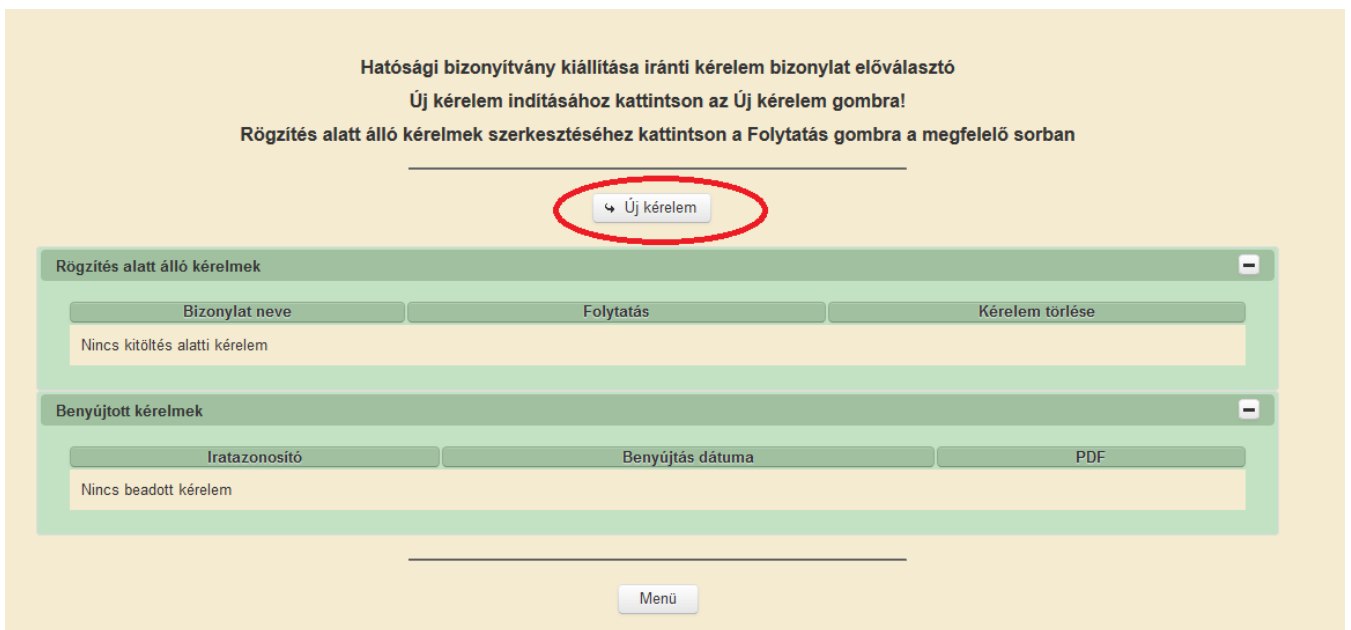 Hatósági bizonyítvány kiállítása iránti kérelem bizonylat előválasztó
Új kérelem indításához kattintson az Új kérelem gombra!
Rögzítés alatt álló kérelmek szerkesztéséhez kattintson a Folytatás gombra a megfelelő sorban
Új kérelem
Rögzítés alatt álló kérelmek
Bizonylat neve Folytatás Kérelem törlése
Nincs kitöltés alatti kérelem
Benyújtott kérelmek
Iratazonosító Benyújtás dátuma PDF
Nincs beadott kérelem
Menü